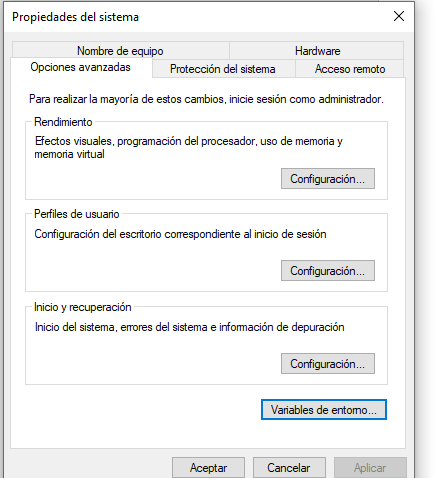 Propiedades del sistema
Nombre de equipo
Hardware
Opciones avanzadas
Protección del sistema
Acceso remoto
Para realizar la mayoría de estos cambios, inicie sesión como administrador.
Rendimiento
Efectos visuales, programación del procesador, uso de memoria y
memoria virtual
Configuración...
Perfiles de usuario
Configuración del escritorio correspondiente al inicio de sesión
Configuración...
Inicio y recuperación
Inicio del sistema, errores del sistema e información de depuración
Configuración...
Variables de entorno...
Aceptar
Cancelar
Aplicar